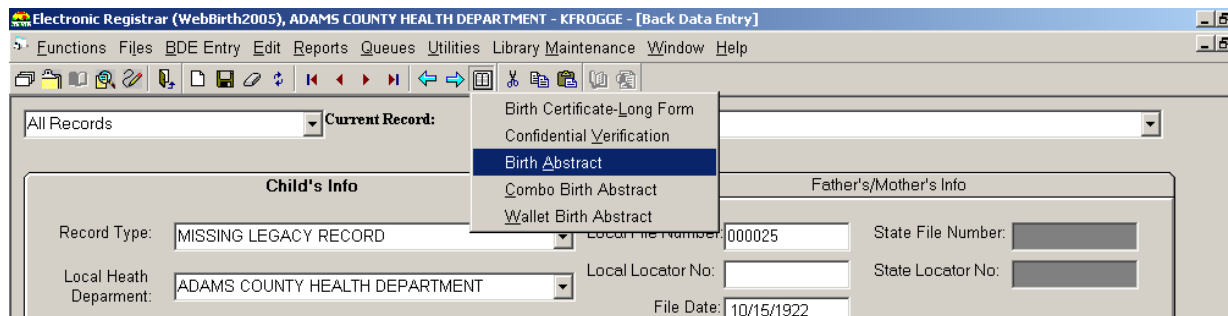 Electronic Registrar (WebBirth2005), ADAMS COUNTY HEALTH DEPARTMENT - KFROGGE - [Back Data Entry]
Functions Files BDE Entry Edit Reports Queues Utilities Library Maintenance Window Help
All Records Current Record:
Birth Certificate-Long Form
Confidential Verification
Birth Abstract
Combo Birth Abstract
Wallet Birth Abstract
Child's Info Father's/Mother's Info
Record Type: MISSING LEGACY RECORD Local File Number: 000025 State File Number:
Local Heath Deparment: ADAMS COUNTY HEALTH DEPARTMENT Local Locator No: State Locator No:
File Date: 10/15/1922